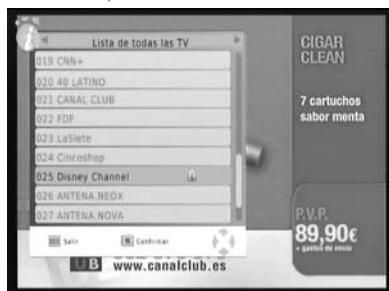 Lista de todas las TV
019 CNN+
020 40 LATINO
021 CANAL CLUB
022 FDF
023 LaSiete
024 Cincoshop
025 Disney Channel
026 ANTENA.NEOX
027 ANTENA.NOVA
Salir
Confirmar
CIGAR
CLEAN
7 cartuchos
sabor menta
P.V.P.
89,90€
+ gastos de envío
UB
www.canalclub.es